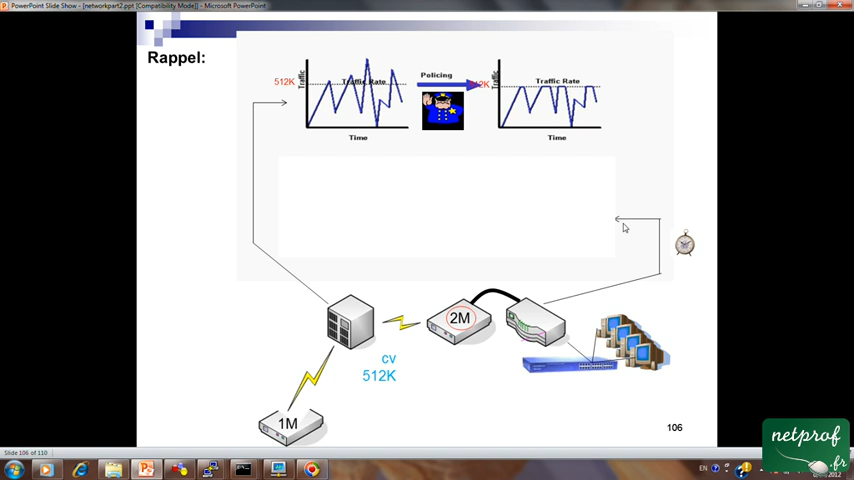 PowerPoint Slide Show - [networkpart2.ppt [Compatibility Mode]] - Microsoft PowerPoint
Rappel:
512K
Traffic
Traffic Rate
Time
Policing
Traffic
Traffic Rate
Time
2M
cv
512K
1M
106
netprof
.fr
Slide 106 of 110
EN